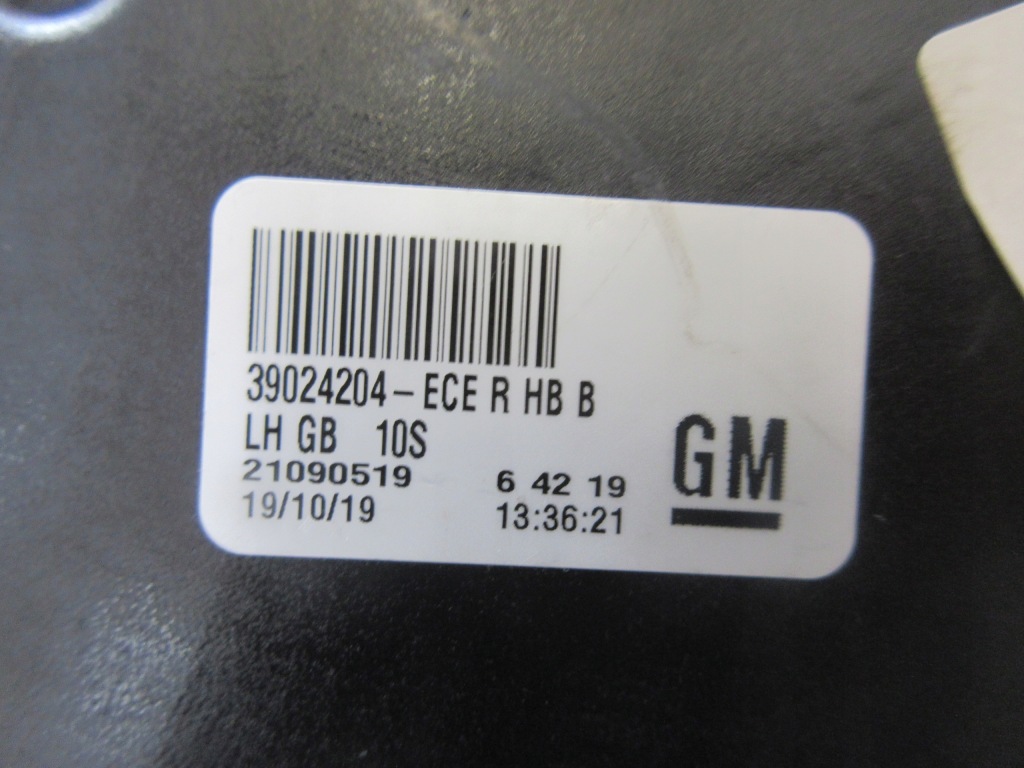 39024204-ECE R HB B
LH GB 10S
21090519 6 42 19
19/10/19 13:36:21
GM